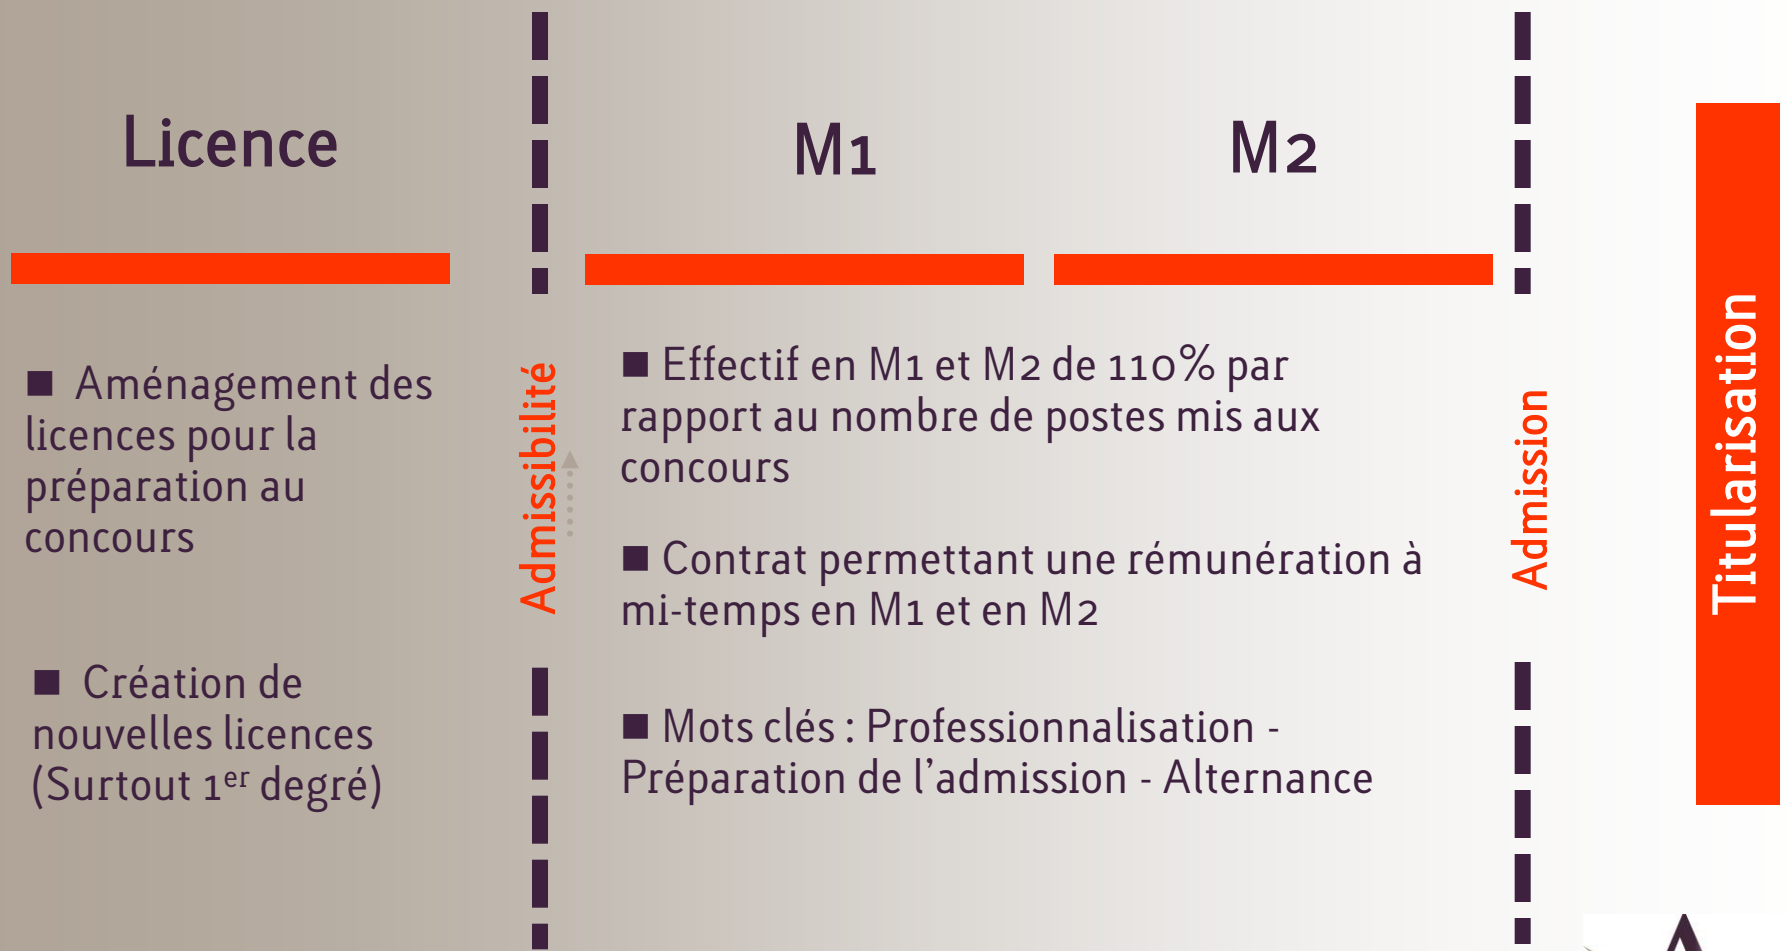 Licence
■ Aménagement des
licences pour la
préparation au
concours
■ Création de
nouvelles licences
(Surtout 1er degré)
Admissibilité
M1
M2
■ Effectif en M1 et M2 de 110% par
rapport au nombre de postes mis aux
concours
■ Contrat permettant une rémunération à
mi-temps en M1 et en M2
■ Mots clés : Professionnalisation -
Préparation de l’admission - Alternance
Admission
Titularisation